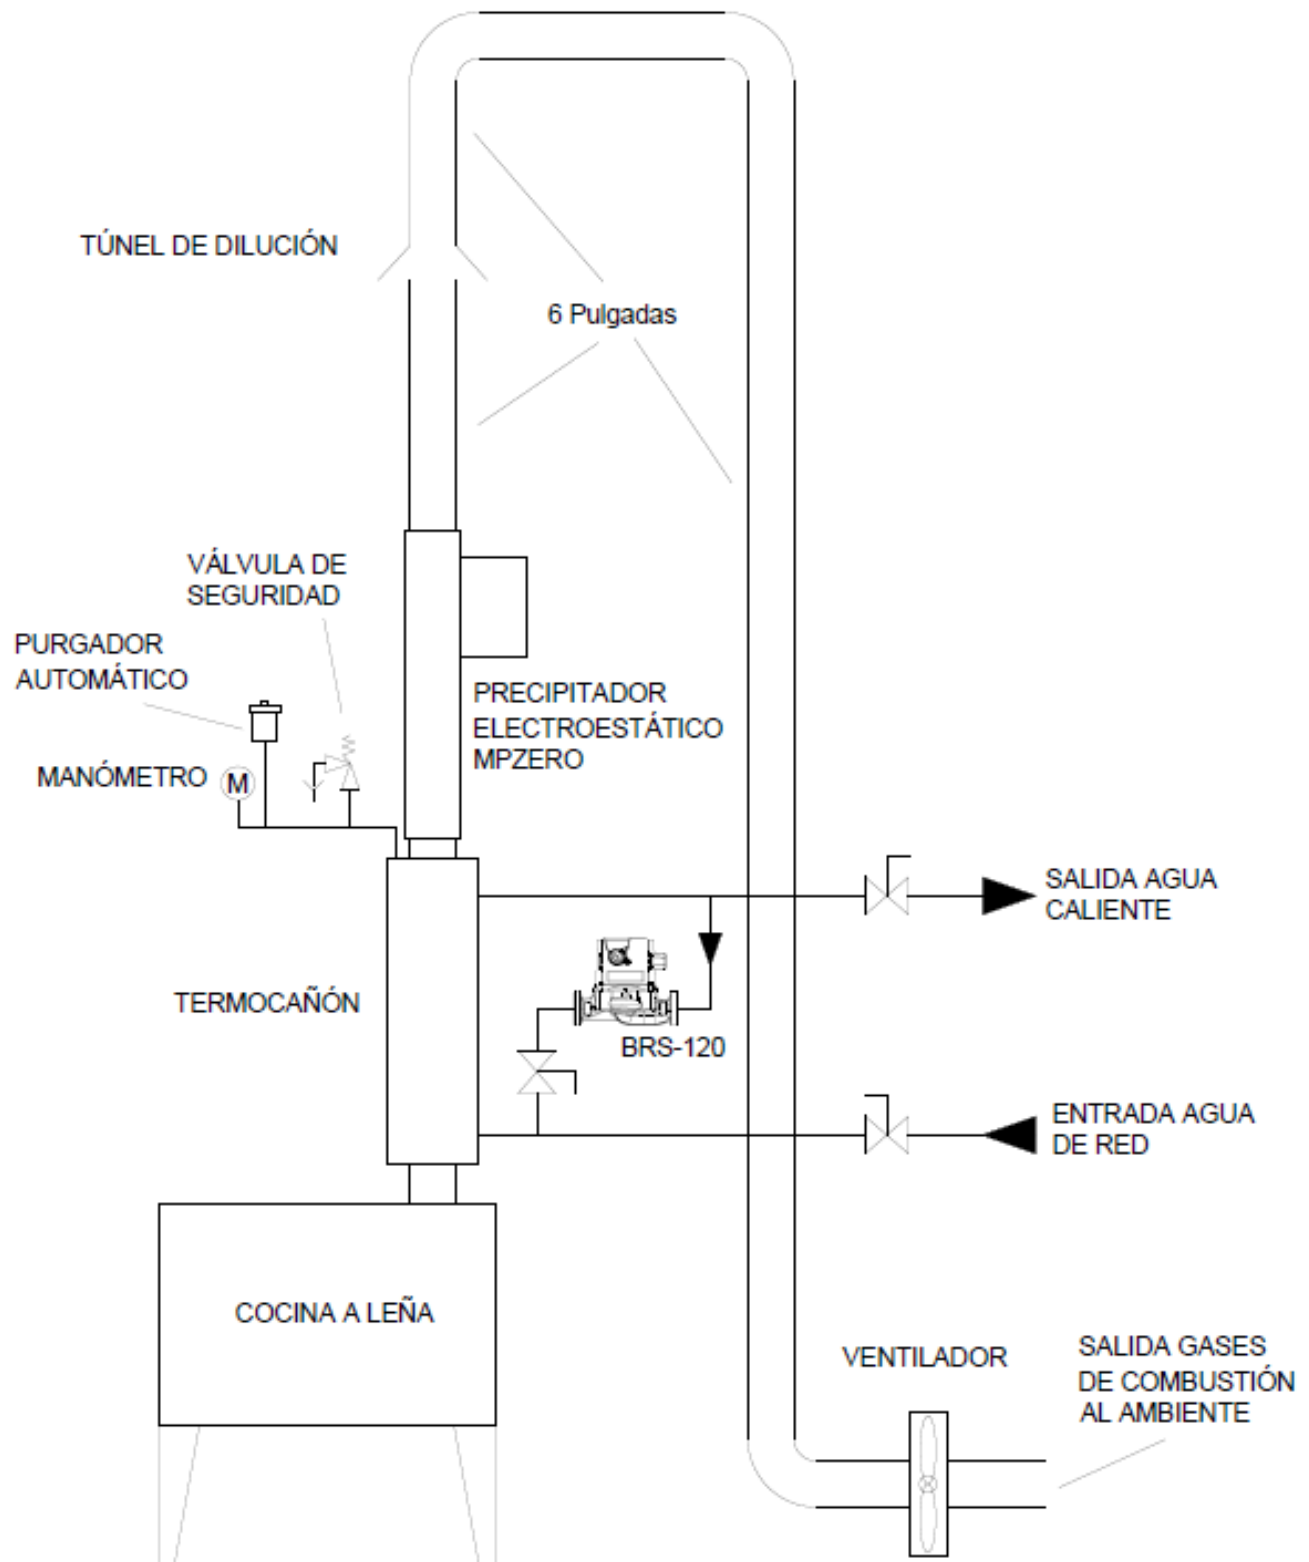 TÚNEL DE DILUCIÓN
6 Pulgadas
VÁLVULA DE
SEGURIDAD
PURGADOR
AUTOMÁTICO
PRECIPITADOR
ELECTROESTÁTICO
MPZERO
MANÓMETRO
M
SALIDA AGUA
CALIENTE
TERMOCAÑÓN
BRS-120
ENTRADA AGUA
DE RED
COCINA A LEÑA
VENTILADOR
SALIDA GASES
DE COMBUSTIÓN
AL AMBIENTE